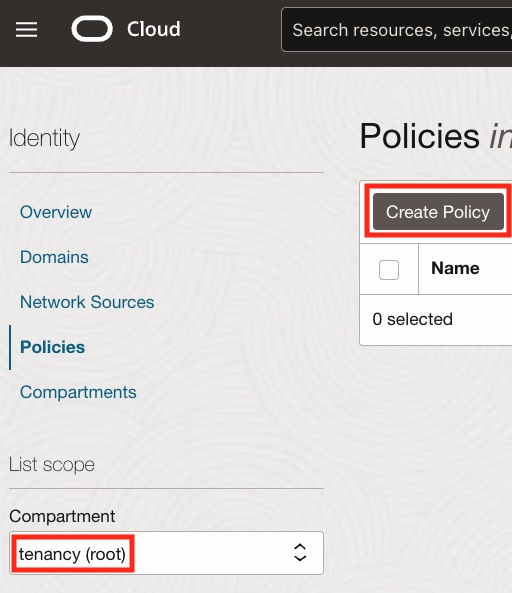 Cloud
Search resources, services,
Identity
Overview
Domains
Network Sources
Policies
Compartments
List scope
Compartment
tenancy (root)
Policies in
Create Policy
Name
0 selected